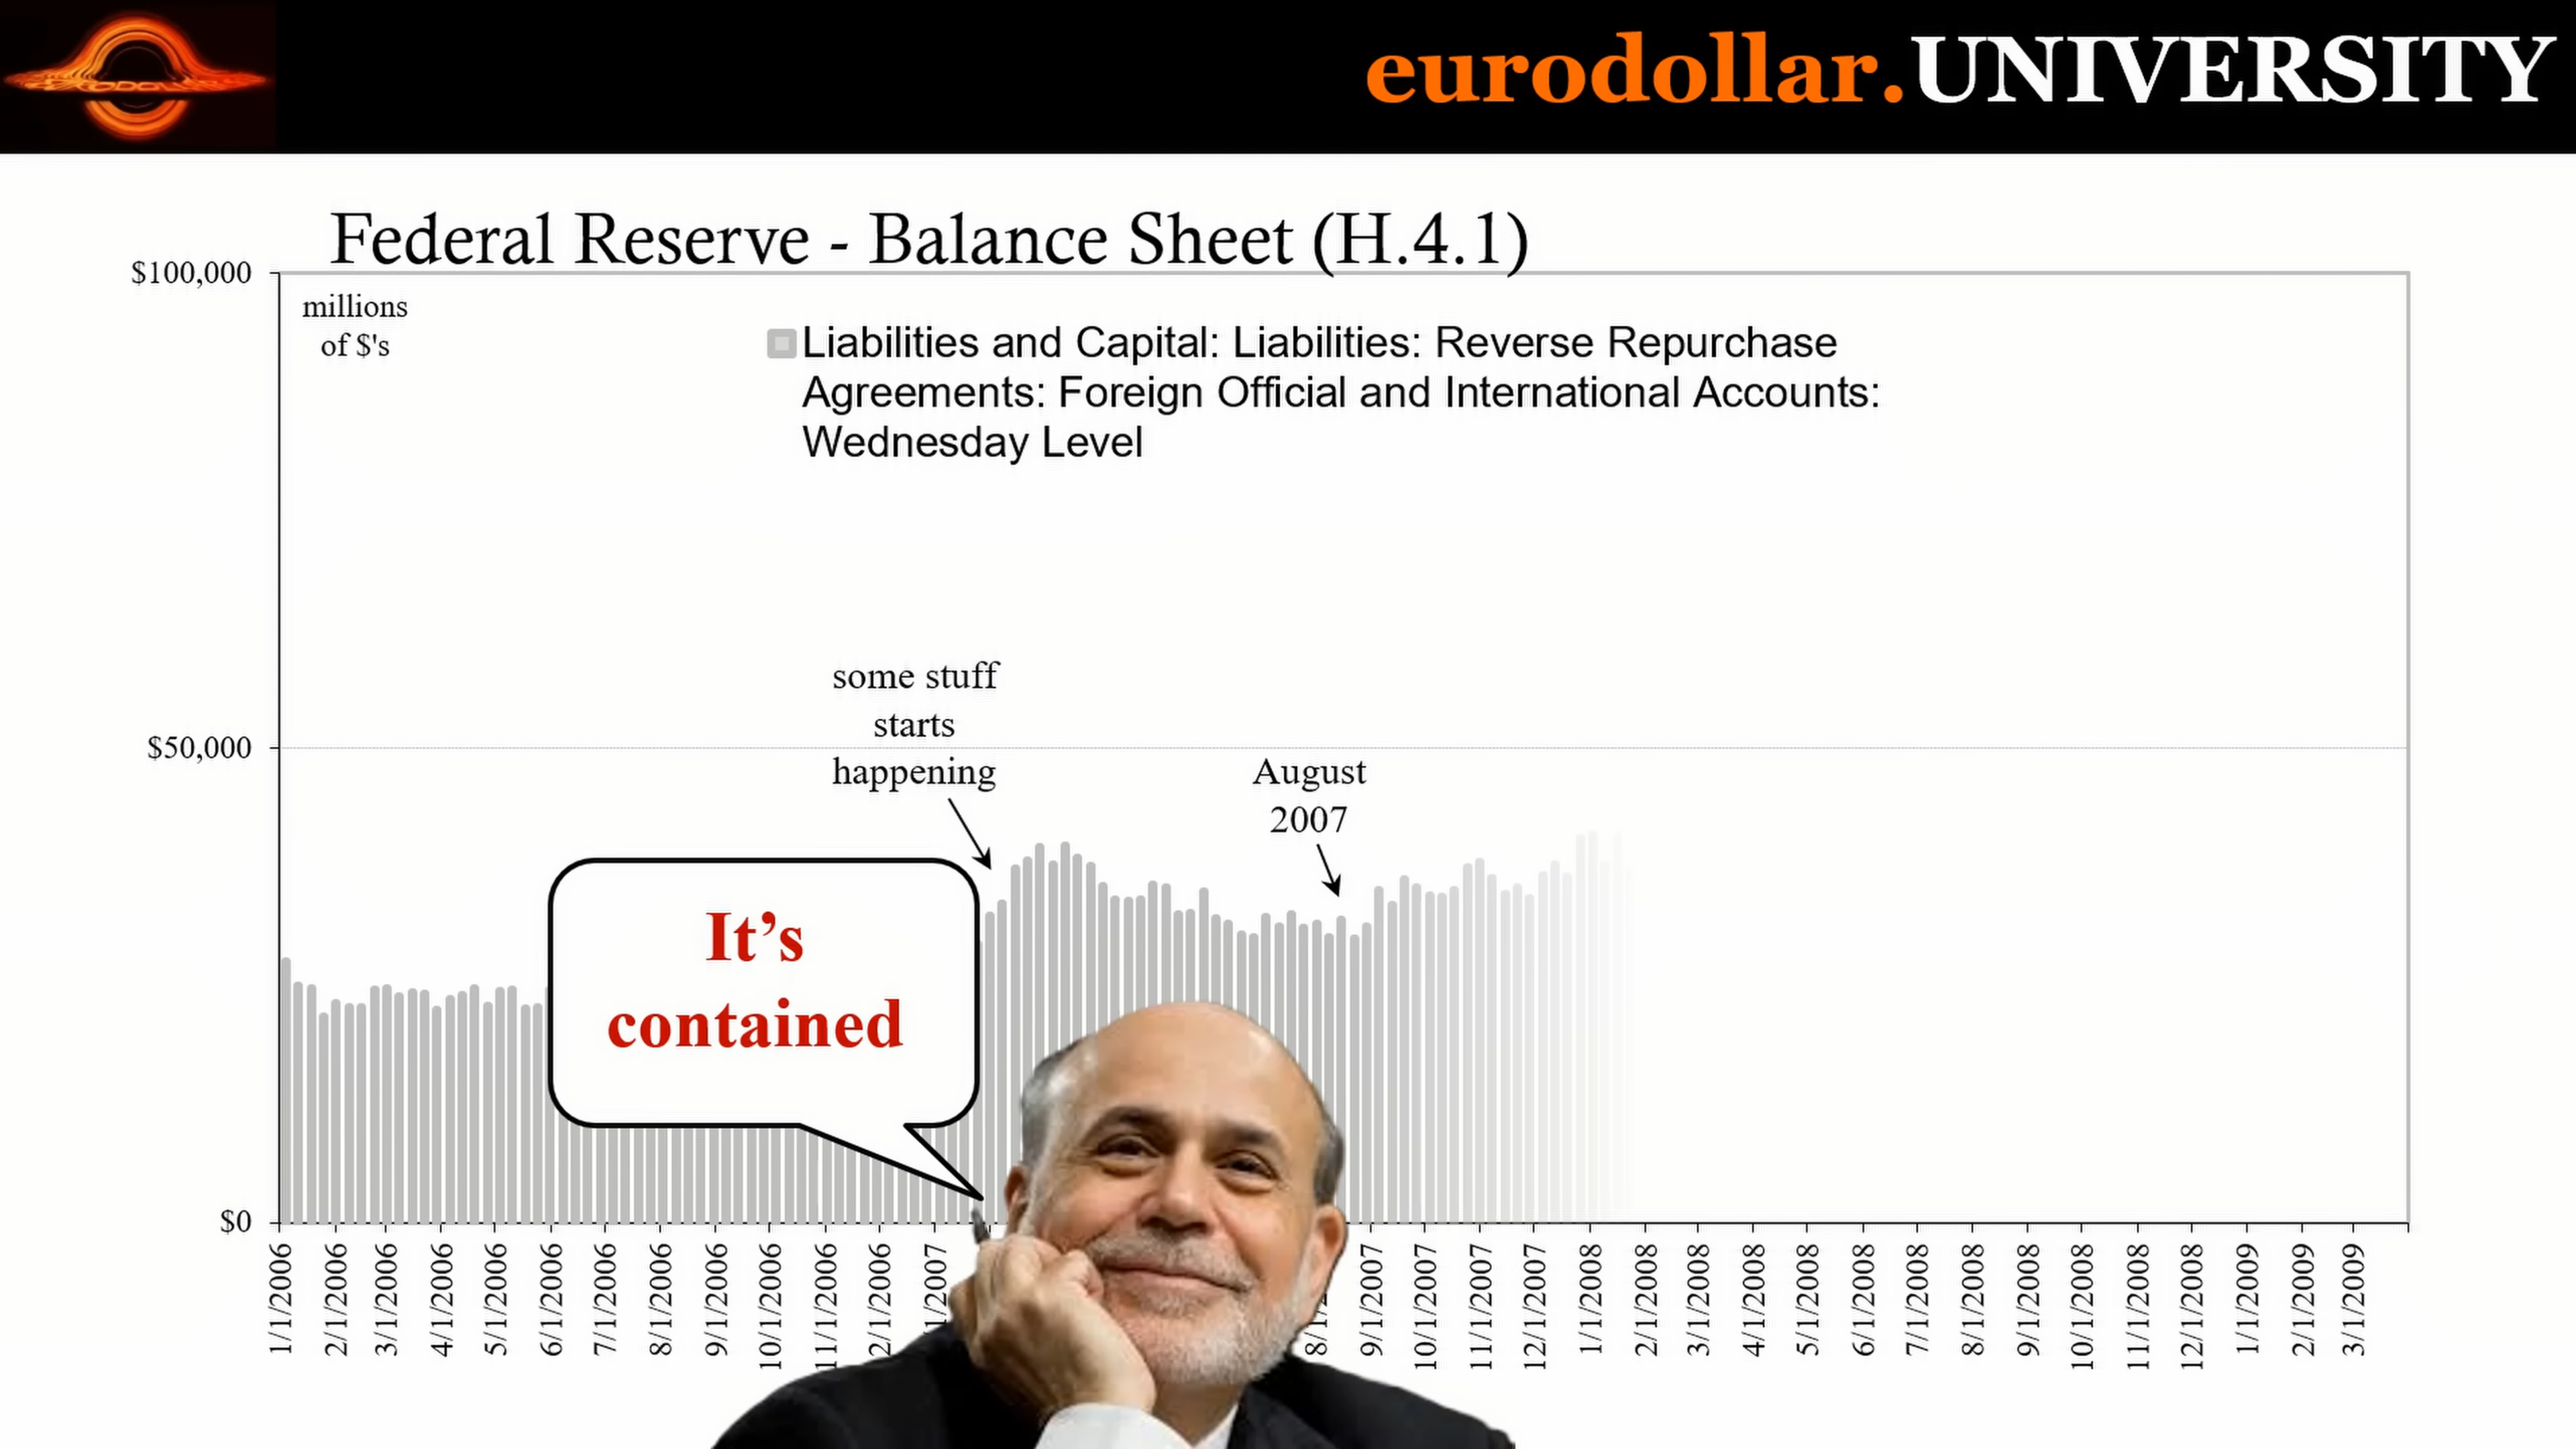 eurodollar.UNIVERSITY
Federal Reserve - Balance Sheet (H.4.1)
$100,000
millions
of $'s
Liabilities and Capital: Liabilities: Reverse Repurchase
Agreements: Foreign Official and International Accounts:
Wednesday Level
some stuff
starts
happening
$50,000
August
2007
It's
contained
$0
1/1/2006
2/1/2006
3/1/2006
4/1/2006
5/1/2006
6/1/2006
7/1/2006
8/1/2006
9/1/2006
10/1/2006
11/1/2006
2/1/2006
9/1/2007
10/1/2007
11/1/2007
12/1/2007
1/1/2008
2/1/2008
3/1/2008
4/1/2008
5/1/2008
6/1/2008
7/1/2008
8/1/2008
9/1/2008
10/1/2008
11/1/2008
12/1/2008
1/1/2009
2/1/2009
3/1/2009